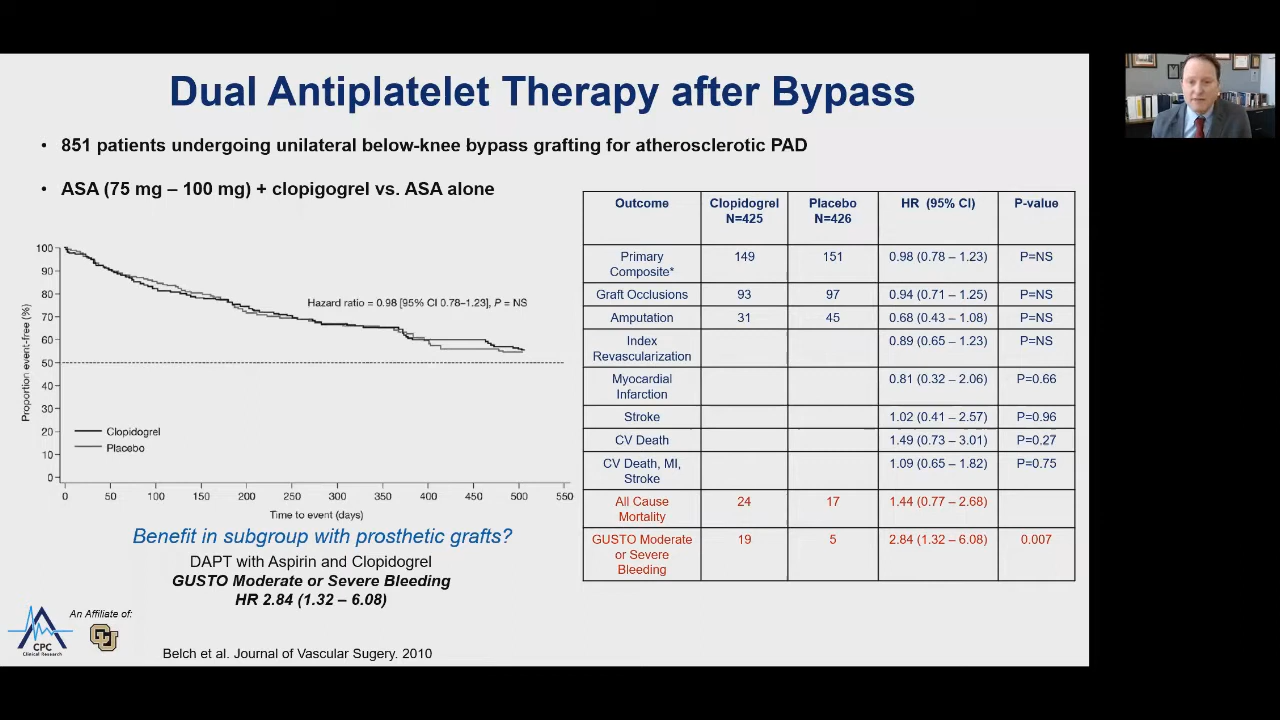 Dual Antiplatelet Therapy after Bypass
• 851 patients undergoing unilateral below-knee bypass grafting for atherosclerotic PAD
• ASA (75 mg – 100 mg) + clopigogrel vs. ASA alone
Proportion event-free (%)
100
90
80
70
60
50
40
30
20
10
0
Hazard ratio = 0.98 [95% CI 0.78–1.23], P = NS
Clopidogrel
Placebo
0 50 100 150 200 250 300 350 400 450 500 550
Time to event (days)
Outcome Clopidogrel Placebo HR (95% CI) P-value
N=425 N=426
Primary 149 151 0.98 (0.78 – 1.23) P=NS
Composite*
Graft Occlusions 93 97 0.94 (0.71 – 1.25) P=NS
Amputation 31 45 0.68 (0.43 – 1.08) P=NS
Index 0.89 (0.65 – 1.23) P=NS
Revascularization
Myocardial 0.81 (0.32 – 2.06) P=0.66
Infarction
Stroke 1.02 (0.41 – 2.57) P=0.96
CV Death 1.49 (0.73 – 3.01) P=0.27
CV Death, MI, 1.09 (0.65 – 1.82) P=0.75
Stroke
All Cause 24 17 1.44 (0.77 – 2.68)
Mortality
GUSTO Moderate 19 5 2.84 (1.32 – 6.08) 0.007
or Severe
Bleeding
Benefit in subgroup with prosthetic grafts?
DAPT with Aspirin and Clopidogrel
GUSTO Moderate or Severe Bleeding
HR 2.84 (1.32 – 6.08)
An Affiliate of:
CPC
Clinical Research
CU
Belch et al. Journal of Vascular Sugery. 2010